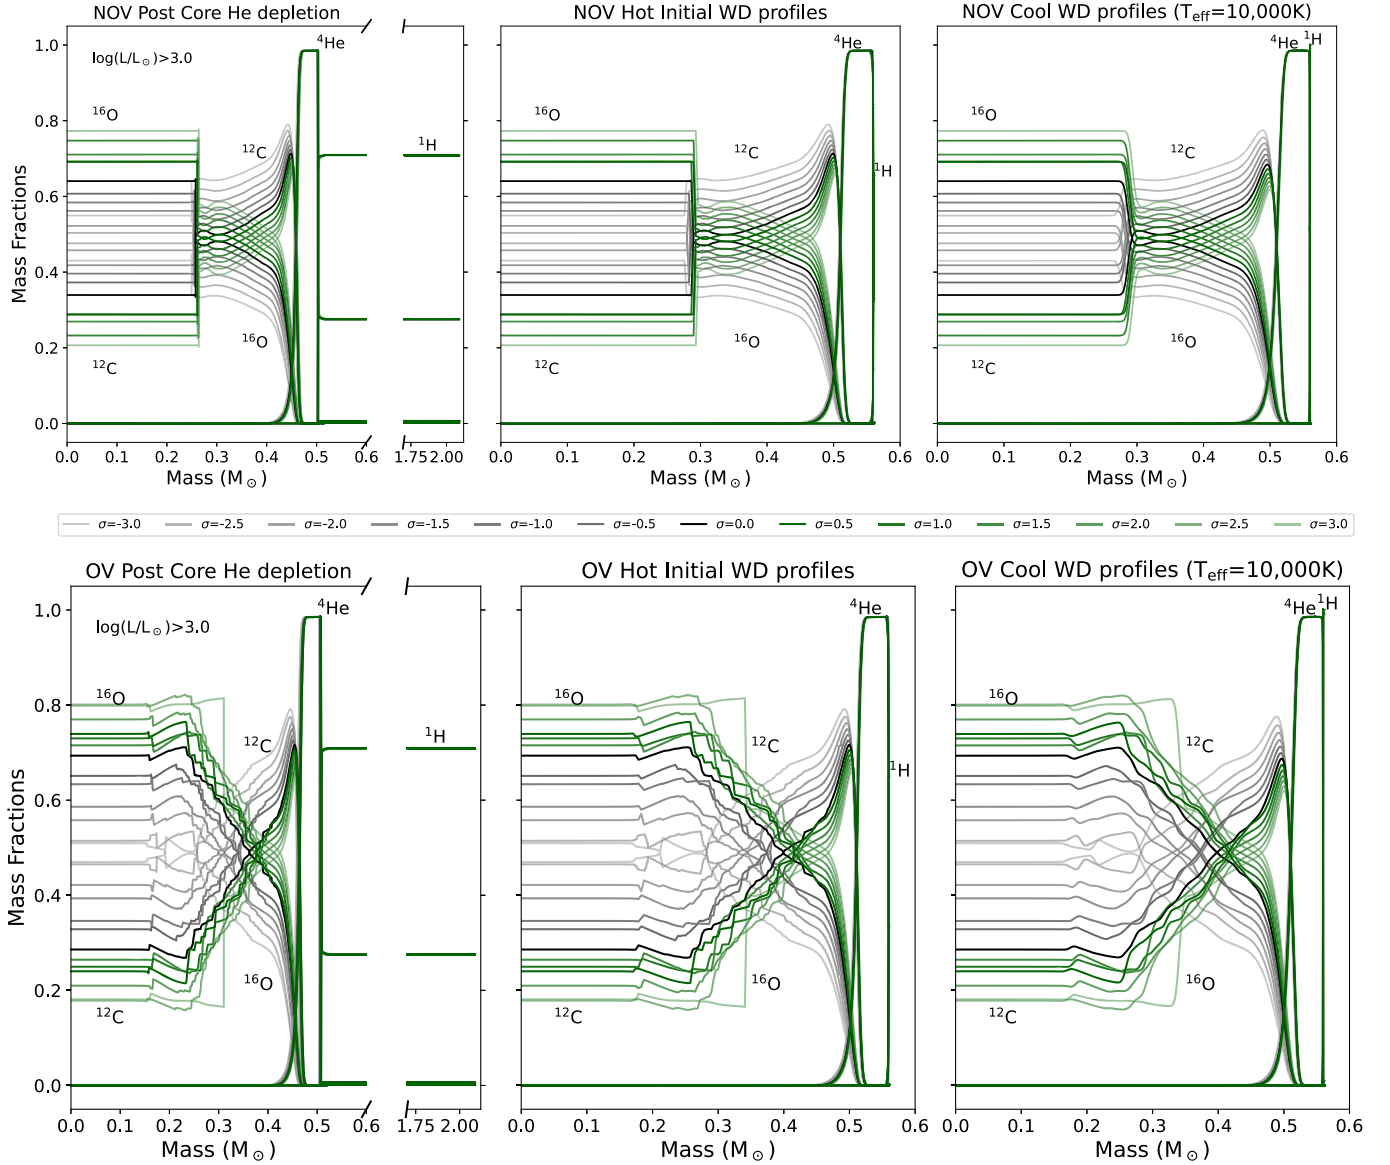 NOV Post Core He depletion
NOV Hot Initial WD profiles
NOV Cool WD profiles (T_eff=10,000K)
log(L/L_⊙)>3.0
^4He
^16O
^12C
^1H
^16O
^12C
^4He
^16O
^12C
^1H
^16O
^12C
^4He ^1H
^16O
^12C
^16O
^12C
Mass Fractions
1.0
0.8
0.6
0.4
0.2
0.0
0.0 0.1 0.2 0.3 0.4 0.5 0.6 1.75 2.00
0.0 0.1 0.2 0.3 0.4 0.5 0.6
0.0 0.1 0.2 0.3 0.4 0.5 0.6
Mass (M_⊙)
Mass (M_⊙)
Mass (M_⊙)
σ=-3.0 σ=-2.5 σ=-2.0 σ=-1.5 σ=-1.0 σ=-0.5 σ=0.0 σ=0.5 σ=1.0 σ=1.5 σ=2.0 σ=2.5 σ=3.0
OV Post Core He depletion
OV Hot Initial WD profiles
OV Cool WD profiles (T_eff=10,000K)
log(L/L_⊙)>3.0
^4He
^16O
^12C
^1H
^16O
^12C
^4He
^16O
^12C
^1H
^16O
^12C
^4He ^1H
^16O
^12C
^16O
^12C
Mass Fractions
1.0
0.8
0.6
0.4
0.2
0.0
0.0 0.1 0.2 0.3 0.4 0.5 0.6 1.75 2.00
0.0 0.1 0.2 0.3 0.4 0.5 0.6
0.0 0.1 0.2 0.3 0.4 0.5 0.6
Mass (M_⊙)
Mass (M_⊙)
Mass (M_⊙)